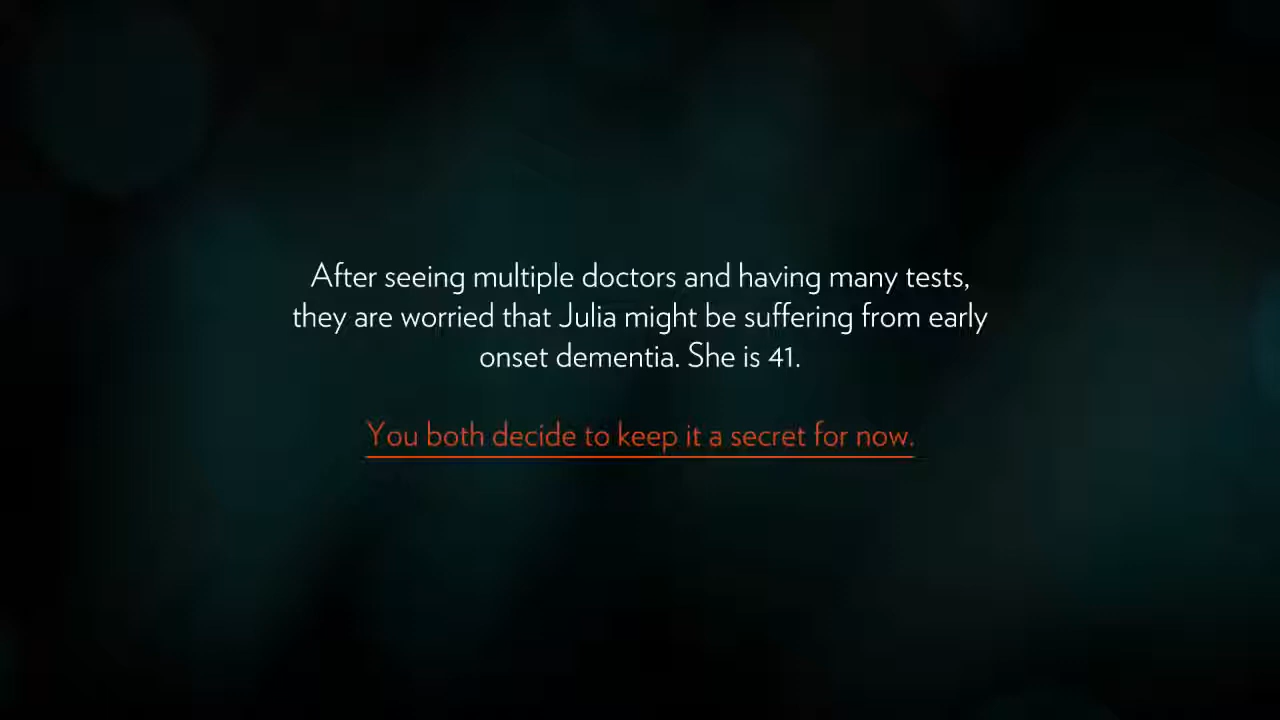 After seeing multiple doctors and having many tests,
they are worried that Julia might be suffering from early
onset dementia. She is 41.
You both decide to keep it a secret for now.